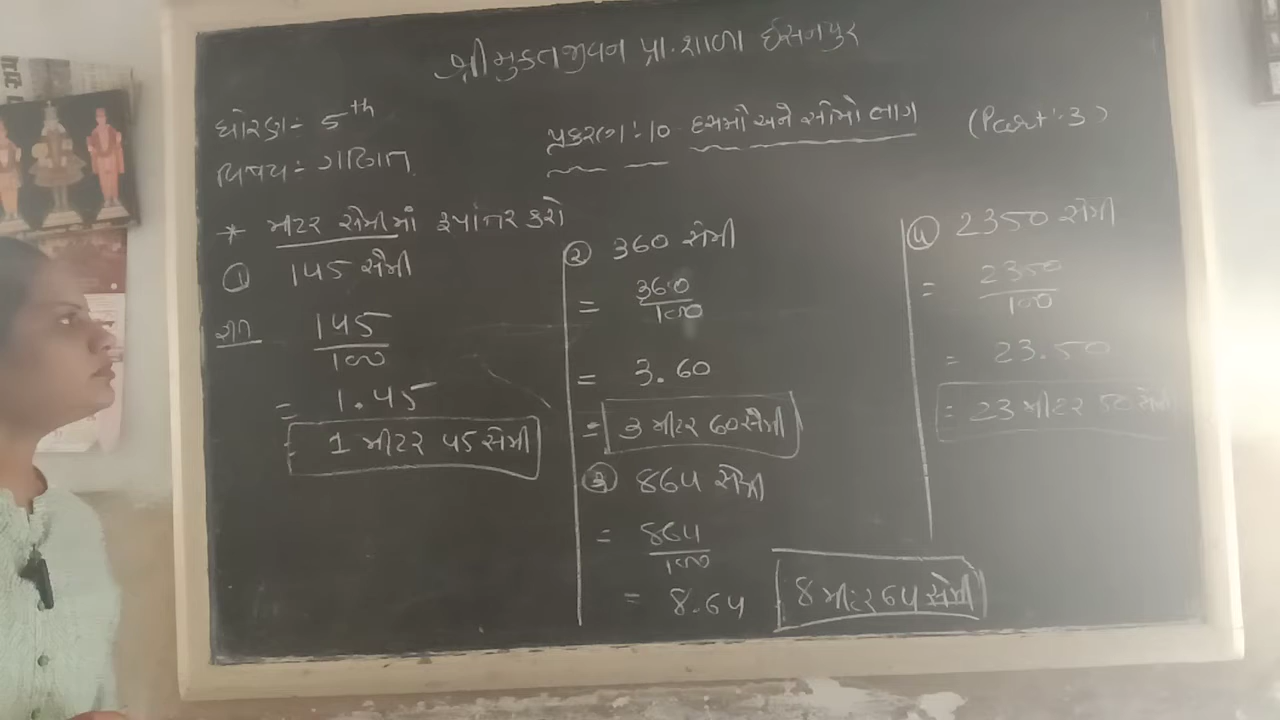 શ્રી મુક્તજીવન પ્રા. શાળા ઈસનપુર
ધોરણ:- 5th
વિષય:- ગણિત
પ્રકરણ:-10 દસમાં અને સોમો ભાગ (Part:-3)
* મીટર સેમીમાં રૂપાંતર કરો
① 145 સેમી
રીત 145
100
= 1.45
= 1 મીટર 45 સેમી
② 360 સેમી
= 360
100
= 3.60
= 3 મીટર 60 સેમી
③ 864 સેમી
= 864
100
= 8.64 8 મીટર 64 સેમી
④ 2350 સેમી
= 2350
100
= 23.50
= 23 મીટર 50 સેમી